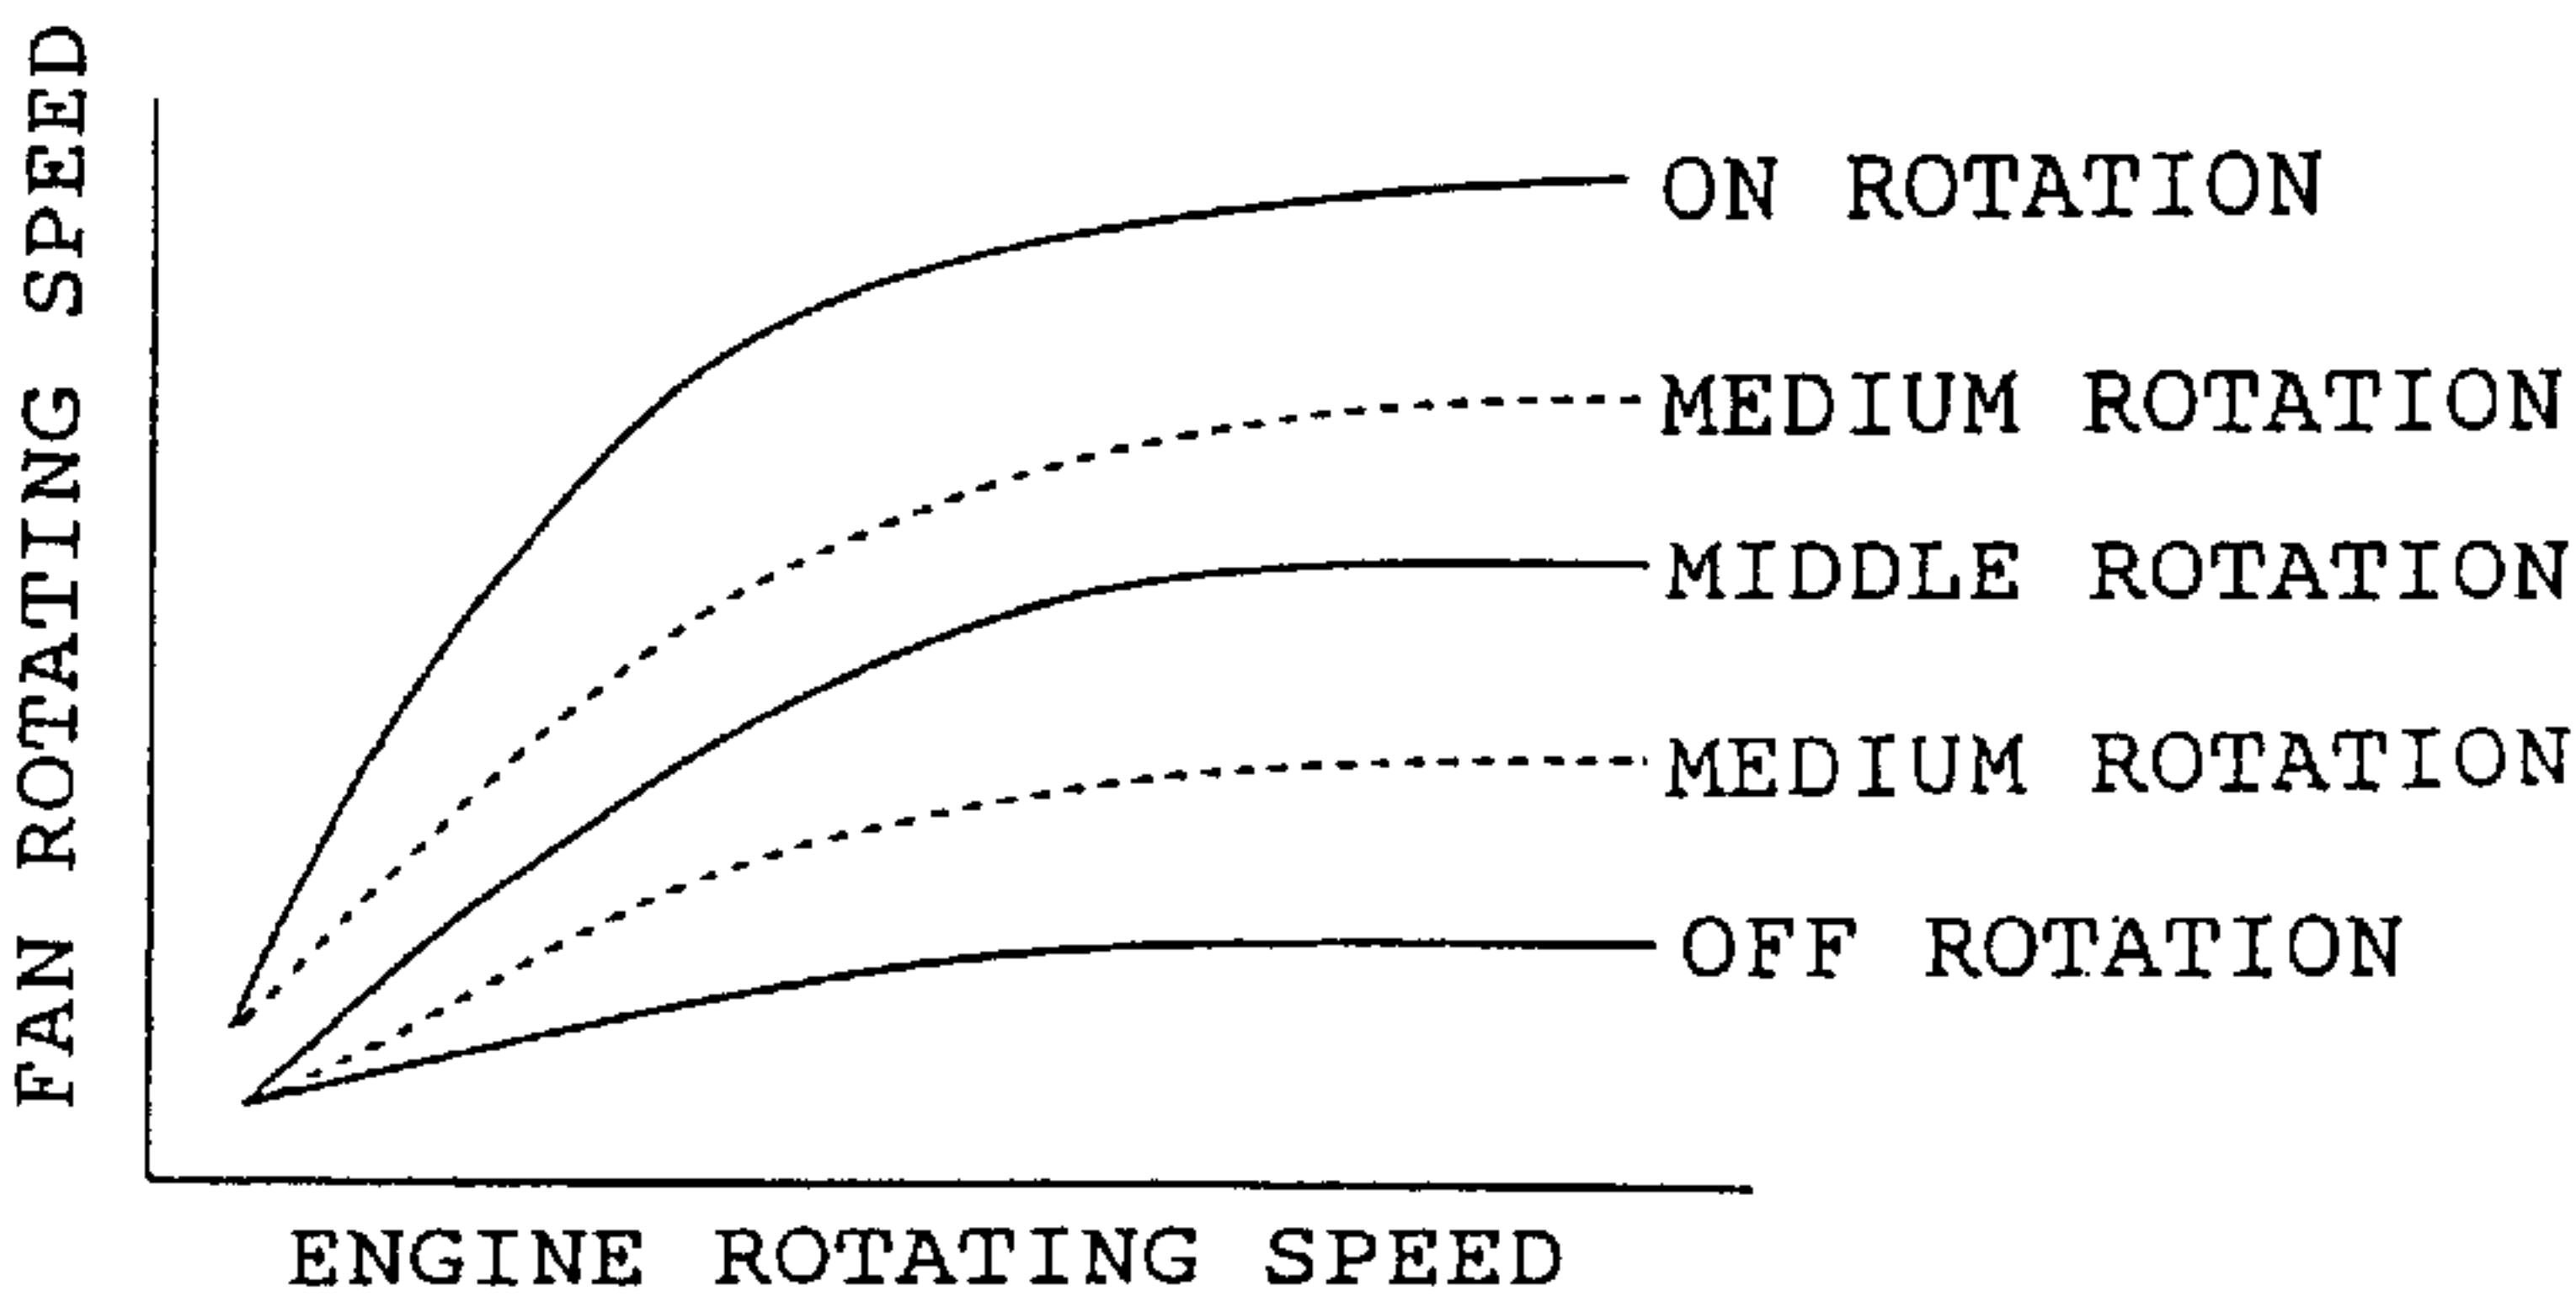 FAN ROTATING SPEED
ON ROTATION
MEDIUM ROTATION
MIDDLE ROTATION
MEDIUM ROTATION
OFF ROTATION
ENGINE ROTATING SPEED